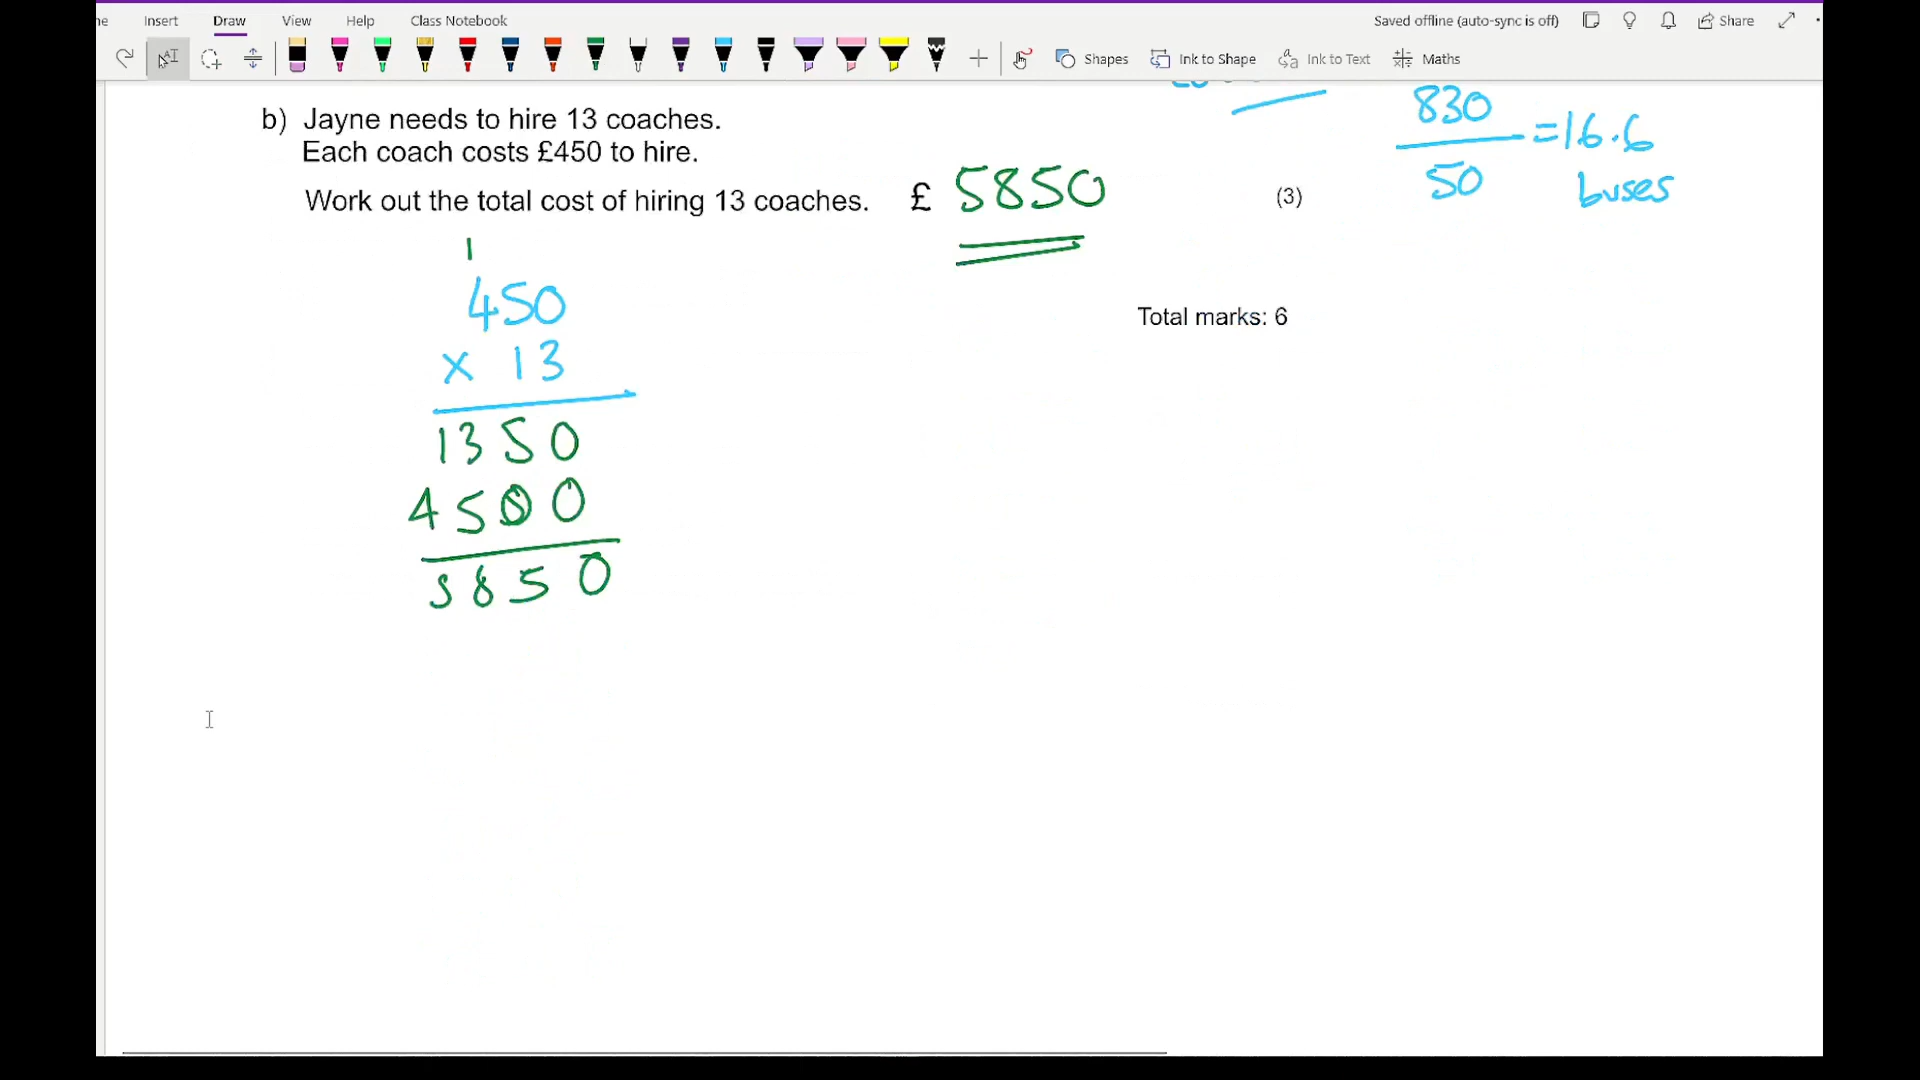 Insert Draw View Help Class Notebook Saved offline (auto-sync is off) Share
Shapes Ink to Shape Ink to Text Maths
b) Jayne needs to hire 13 coaches.
Each coach costs £450 to hire.
Work out the total cost of hiring 13 coaches. £ 5850
(3)
830
50
=16.6
buses
Total marks: 6
1
450
x 13
1350
4500
5850